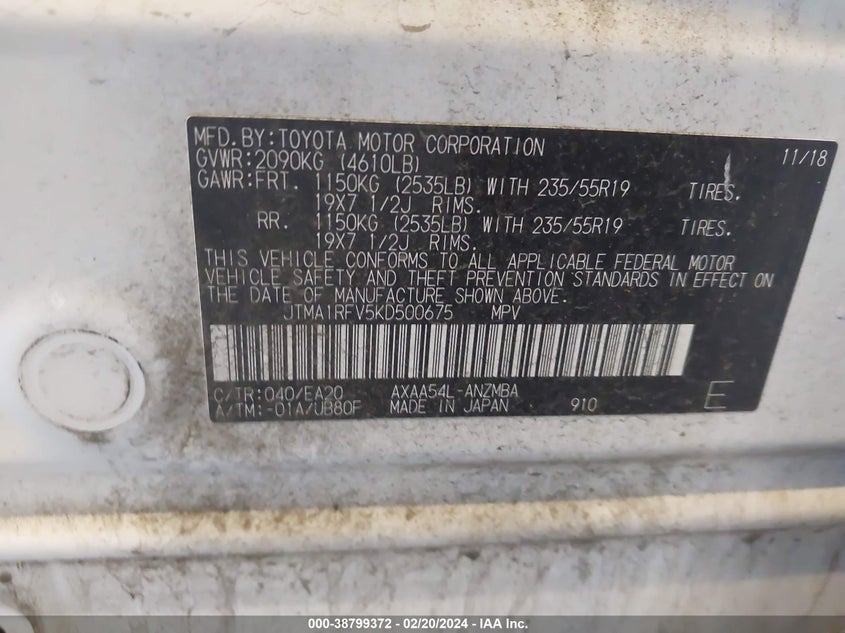 MFD.BY:TOYOTA MOTOR CORPORATION 11/18
GVWR:2090KG (4610LB)
GAWR:FRT. 1150KG (2535LB) WITH 235/55R19 TIRES.
19X7 1/2J RIMS.
RR. 1150KG (2535LB) WITH 235/55R19 TIRES.
19X7 1/2J RIMS.
THIS VEHICLE CONFORMS TO ALL APPLICABLE FEDERAL MOTOR
VEHICLE SAFETY AND THEFT PREVENTION STANDARDS IN EFFECT ON
THE DATE OF MANUFACTURE SHOWN ABOVE.
JTMA1RFV5KD500675 MPV
C/TR:040/EA20 AXAA54L-ANZMBA E
A/TM:-01A/UB80F MADE IN JAPAN 910
000-38799372 / 02/20/2024 - IAA Inc.